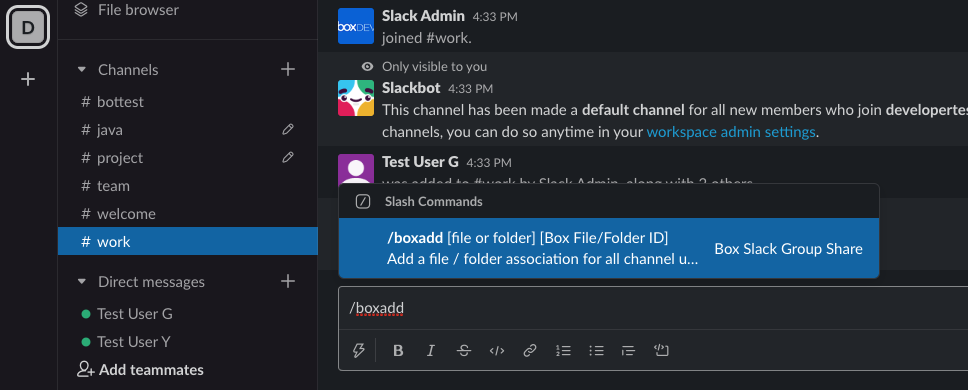 D
File browser
Channels
# bottest
# java
# project
# team
# welcome
# work
Direct messages
Test User G
Test User Y
Add teammates
boxDEV
Slack Admin 4:33 PM
joined #work.
Only visible to you
Slackbot 4:33 PM
This channel has been made a default channel for all new members who join developertes
channels, you can do so anytime in your workspace admin settings.
Test User G 4:33 PM
was added to #work by Slack Admin, along with 2 others.
Slash Commands
/boxadd [file or folder] [Box File/Folder ID]
Add a file / folder association for all channel u...
Box Slack Group Share
/boxadd
B I S </>